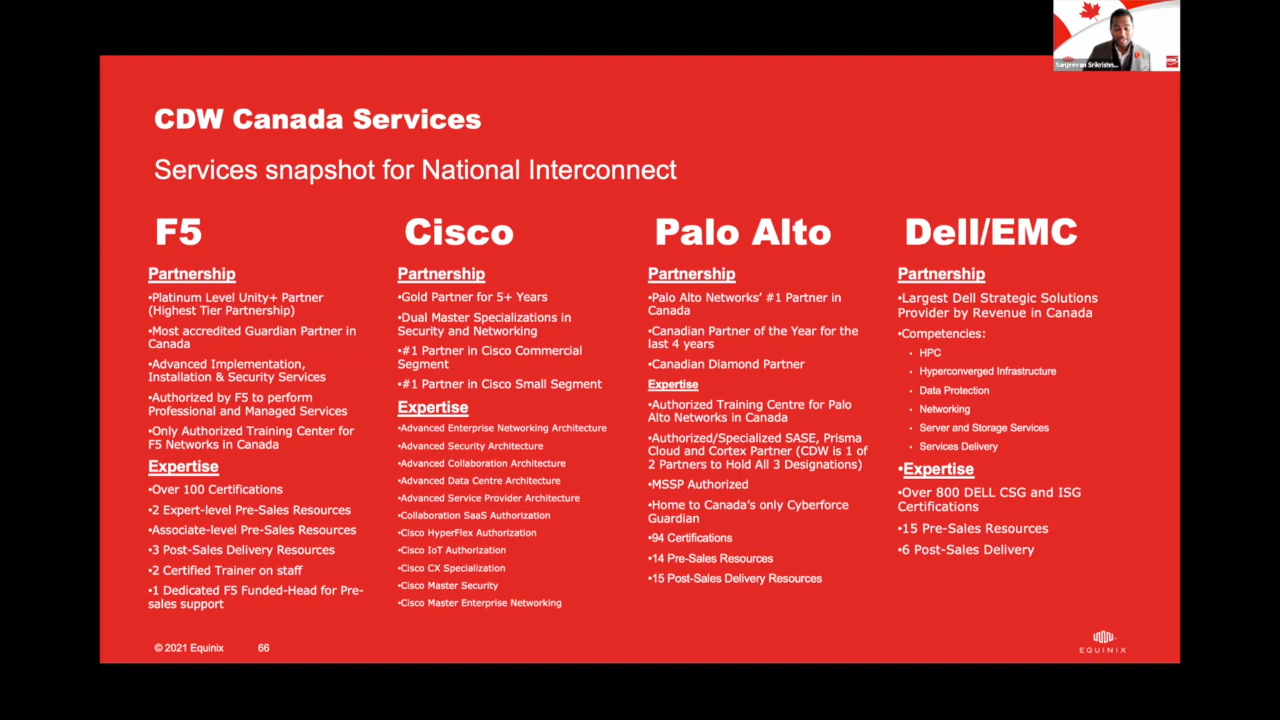 Sanjeevan Srikrishn...
CDW Canada Services
Services snapshot for National Interconnect
F5
Partnership
•Platinum Level Unity+ Partner
(Highest Tier Partnership)
•Most accredited Guardian Partner in
Canada
•Advanced Implementation,
Installation & Security Services
•Authorized by F5 to perform
Professional and Managed Services
•Only Authorized Training Center for
F5 Networks in Canada
Expertise
•Over 100 Certifications
•2 Expert-level Pre-Sales Resources
•Associate-level Pre-Sales Resources
•3 Post-Sales Delivery Resources
•2 Certified Trainer on staff
•1 Dedicated F5 Funded-Head for Pre-
sales support
Cisco
Partnership
•Gold Partner for 5+ Years
•Dual Master Specializations in
Security and Networking
•#1 Partner in Cisco Commercial
Segment
•#1 Partner in Cisco Small Segment
Expertise
•Advanced Enterprise Networking Architecture
•Advanced Security Architecture
•Advanced Collaboration Architecture
•Advanced Data Centre Architecture
•Advanced Service Provider Architecture
•Collaboration SaaS Authorization
•Cisco HyperFlex Authorization
•Cisco IoT Authorization
•Cisco CX Specialization
•Cisco Master Security
•Cisco Master Enterprise Networking
Palo Alto
Partnership
•Palo Alto Networks’ #1 Partner in
Canada
•Canadian Partner of the Year for the
last 4 years
•Canadian Diamond Partner
Expertise
•Authorized Training Centre for Palo
Alto Networks in Canada
•Authorized/Specialized SASE, Prisma
Cloud and Cortex Partner (CDW is 1 of
2 Partners to Hold All 3 Designations)
•MSSP Authorized
•Home to Canada’s only Cyberforce
Guardian
•94 Certifications
•14 Pre-Sales Resources
•15 Post-Sales Delivery Resources
Dell/EMC
Partnership
•Largest Dell Strategic Solutions
Provider by Revenue in Canada
•Competencies:
• HPC
• Hyperconverged Infrastructure
• Data Protection
• Networking
• Server and Storage Services
• Services Delivery
•Expertise
•Over 800 DELL CSG and ISG
Certifications
•15 Pre-Sales Resources
•6 Post-Sales Delivery
© 2021 Equinix 66
EQUINIX